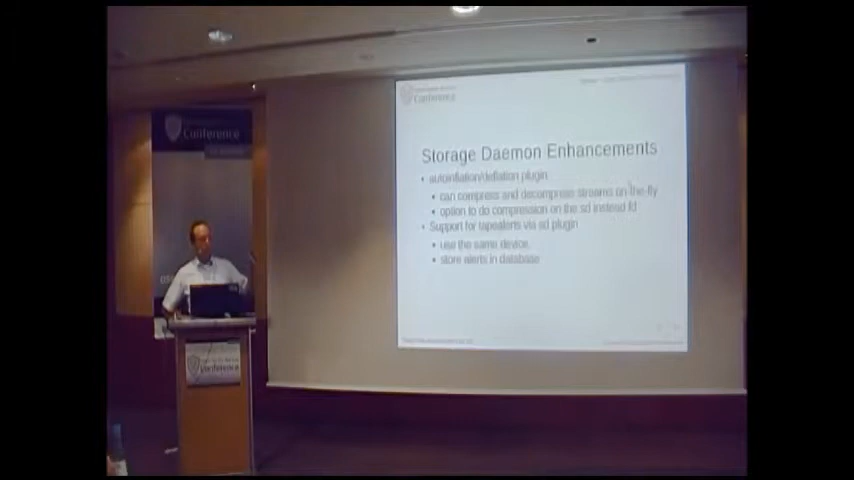 Conference
Conference
Storage Daemon Enhancements
• autoinflation/deflation plugin
• can compress and decompress streams on-the-fly
• option to do compression on the sd instead fd
• Support for tapealerts via sd plugin
• use the same device,
• store alerts in database
Conference